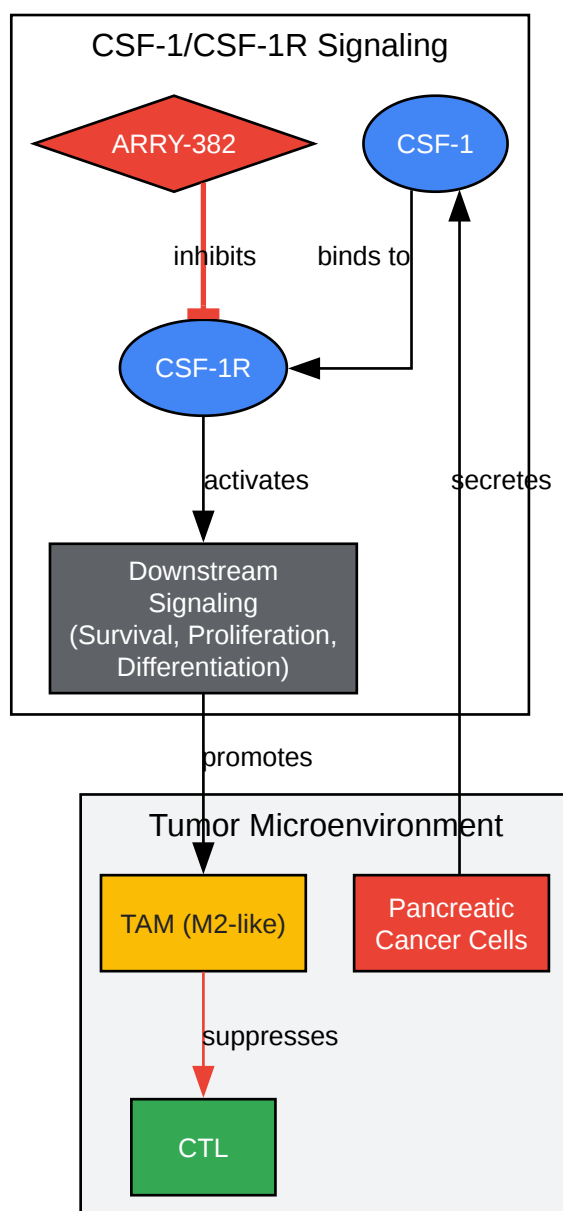 CSF-1/CSF-1R Signaling
ARRY-382
CSF-1
inhibits
binds to
CSF-1R
activates
secretes
Downstream
Signaling
(Survival, Proliferation,
Differentiation)
promotes
Tumor Microenvironment
TAM (M2-like)
Pancreatic
Cancer Cells
suppresses
CTL